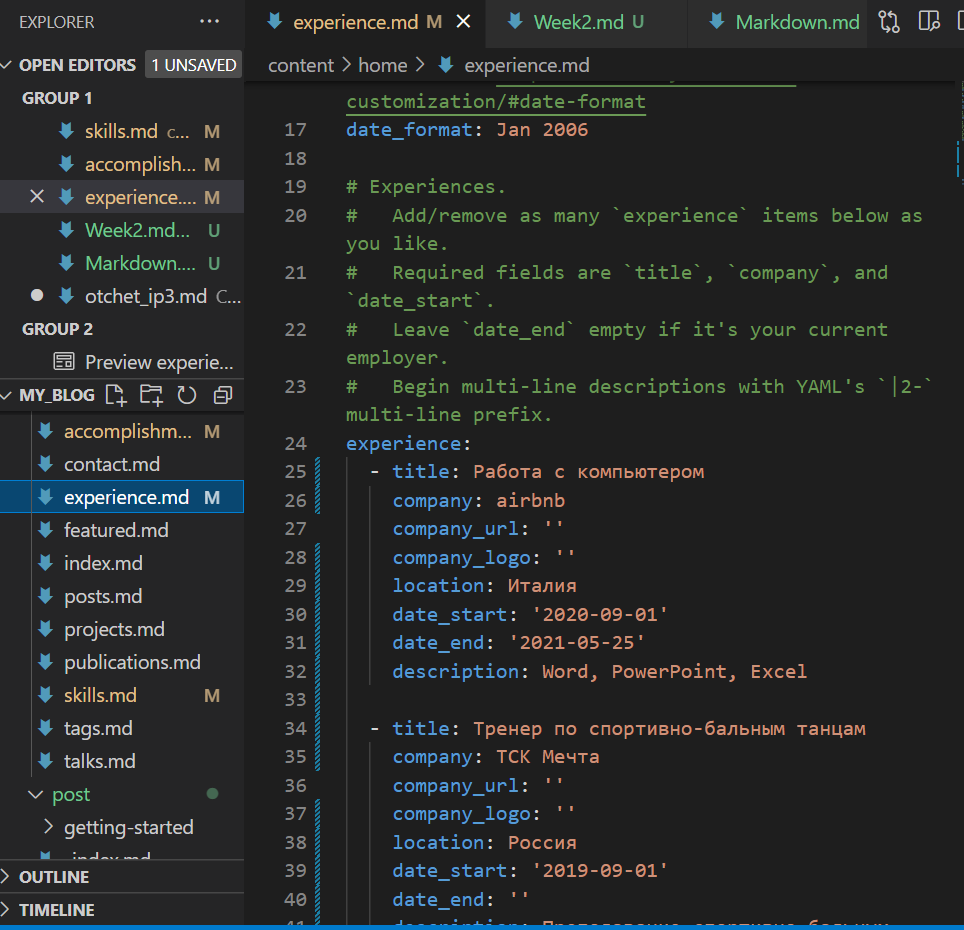 EXPLORER ···
OPEN EDITORS 1 UNSAVED
GROUP 1
skills.md c... M
accomplish... M
experience.... M
Week2.md... U
Markdown.... U
otchet_ip3.md C...
GROUP 2
Preview experie...
MY_BLOG
accomplishm... M
contact.md
experience.md M
featured.md
index.md
posts.md
projects.md
publications.md
skills.md M
tags.md
talks.md
post
getting-started
_index.md
OUTLINE
TIMELINE
experience.md M
Week2.md U
Markdown.md
content > home > experience.md
customization/#date-format
17 date_format: Jan 2006
18
19 # Experiences.
20 #   Add/remove as many `experience` items below as
you like.
21 #   Required fields are `title`, `company`, and
`date_start`.
22 #   Leave `date_end` empty if it's your current
employer.
23 #   Begin multi-line descriptions with YAML's `|2-`
multi-line prefix.
24 experience:
25   - title: Работа с компьютером
26     company: airbnb
27     company_url: ''
28     company_logo: ''
29     location: Италия
30     date_start: '2020-09-01'
31     date_end: '2021-05-25'
32     description: Word, PowerPoint, Excel
33
34   - title: Тренер по спортивно-бальным танцам
35     company: ТСК Мечта
36     company_url: ''
37     company_logo: ''
38     location: Россия
39     date_start: '2019-09-01'
40     date_end: ''
41     description: